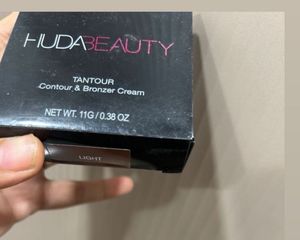 HUDABEAUTY
TANTOUR
Contour & Bronzer Cream
NET WT. 11G / 0.38 OZ
LIGHT